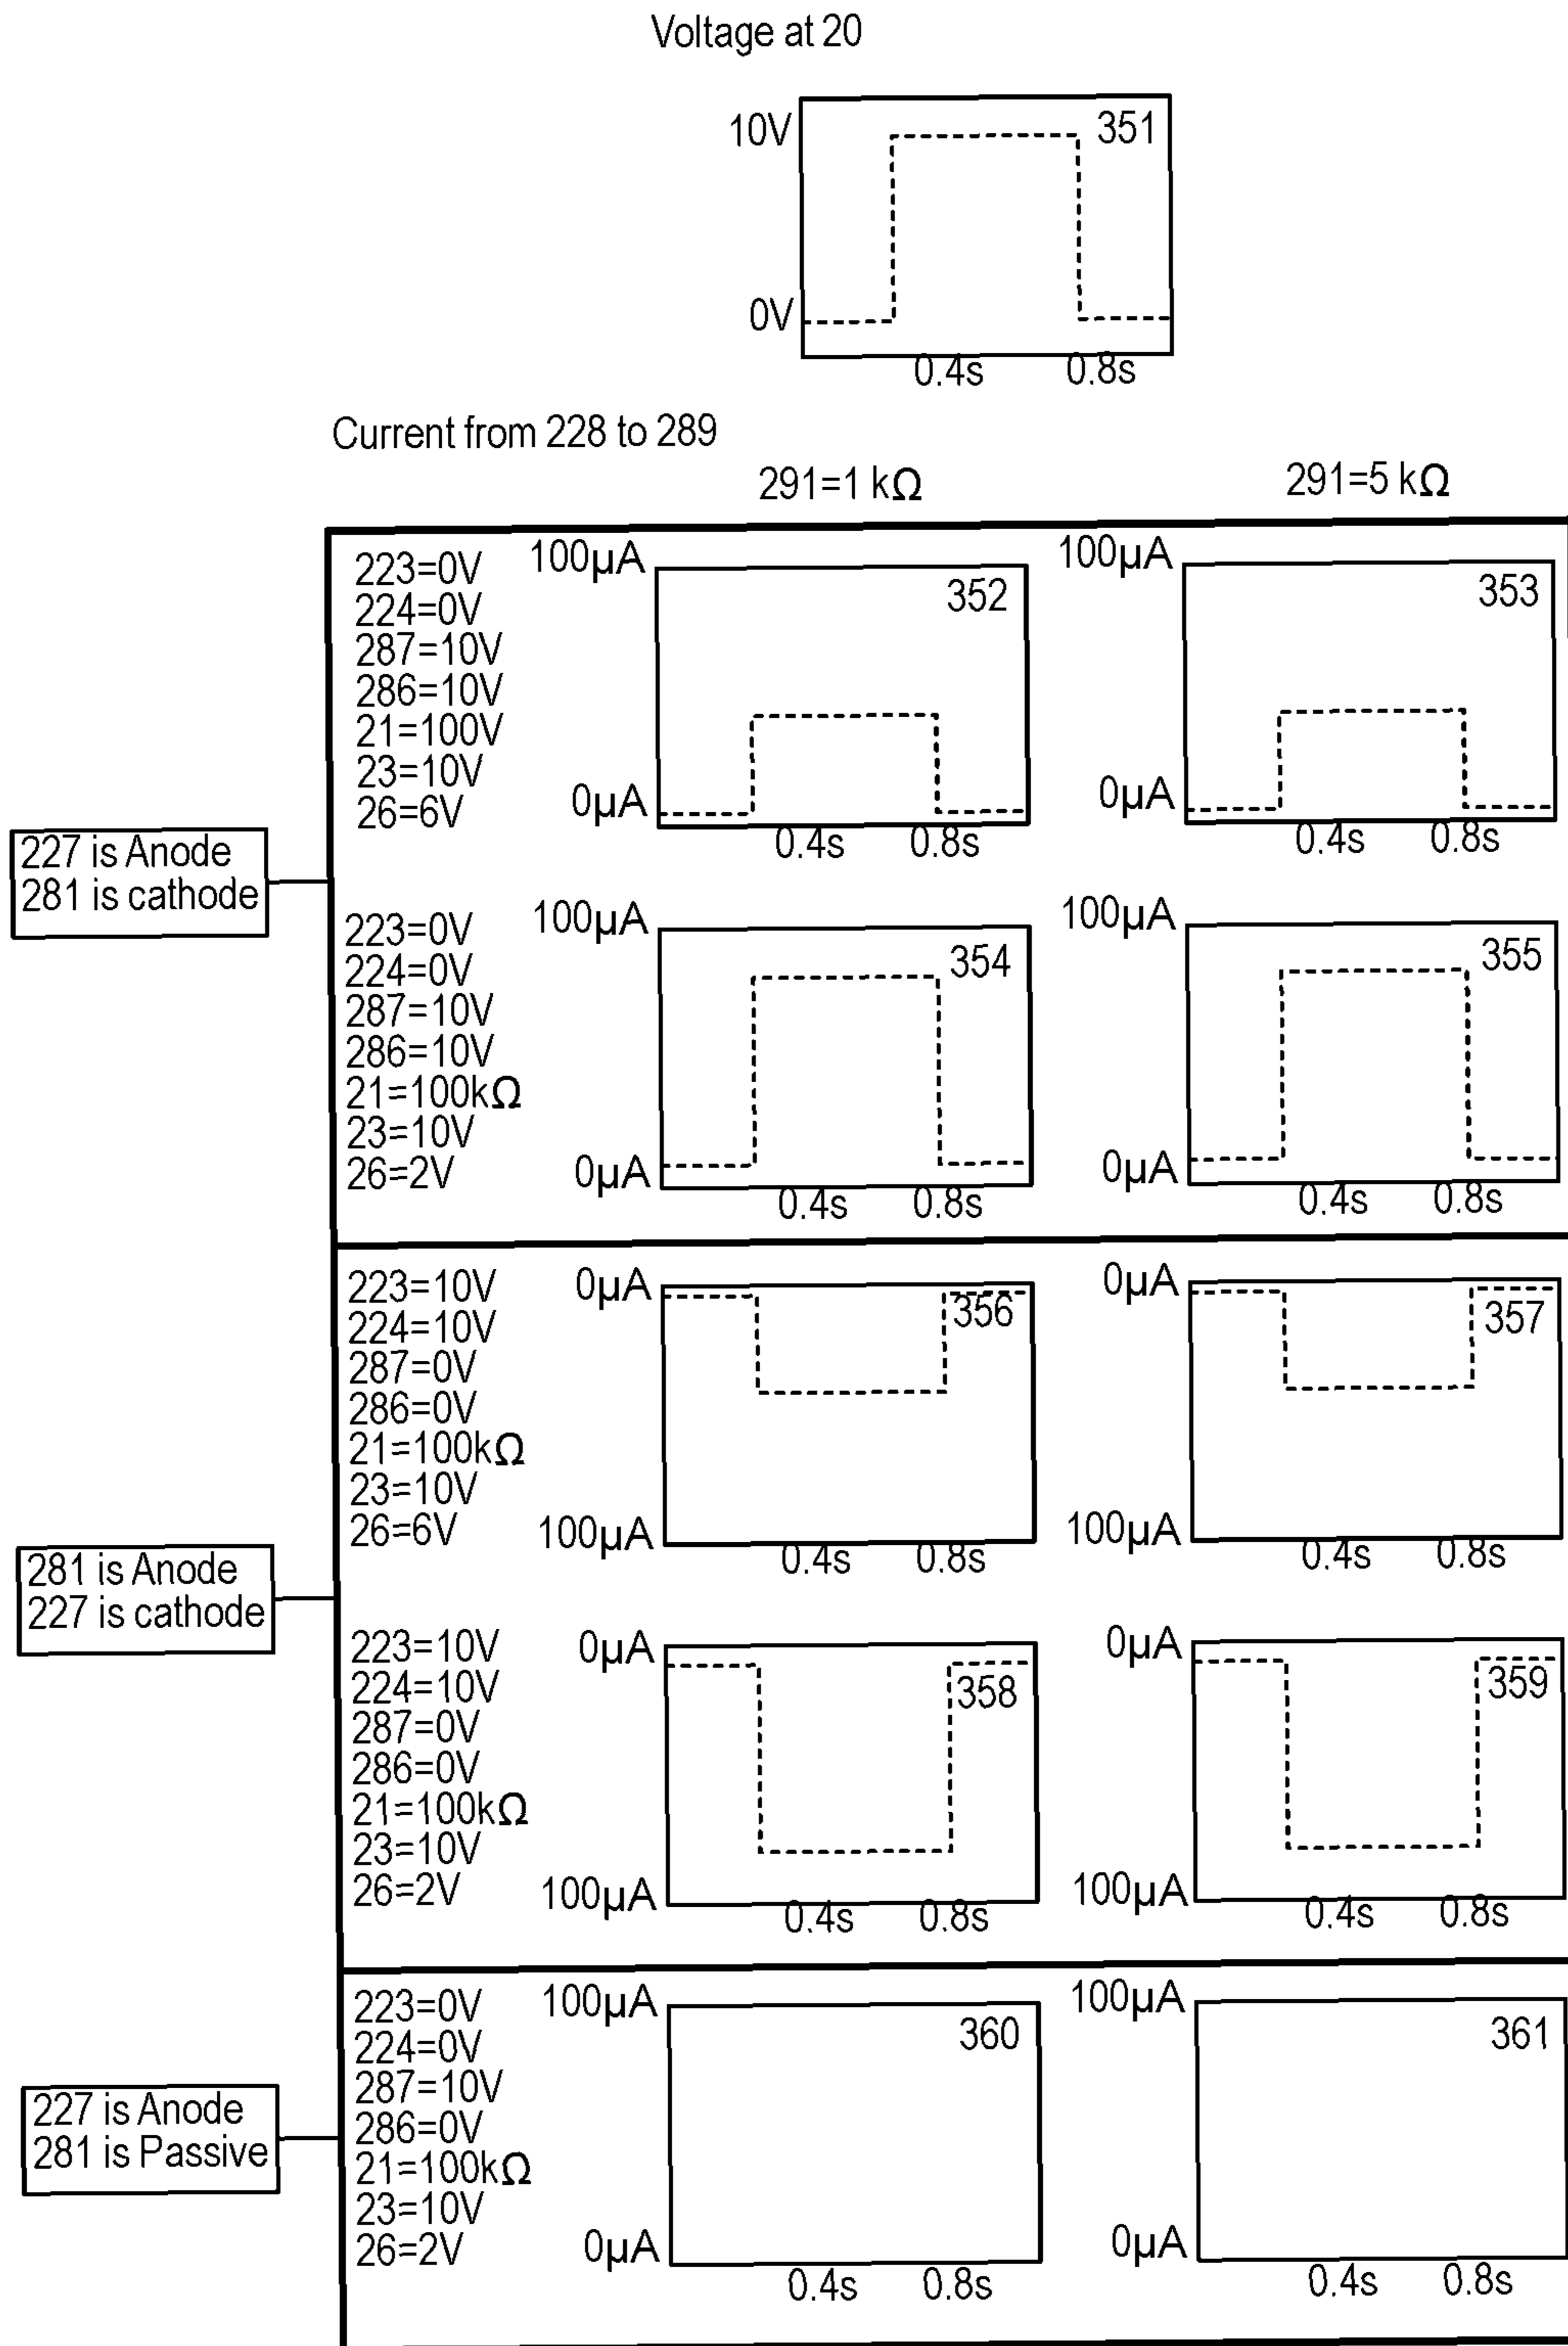 Voltage at 20
10V
351
0V
0.4s 0.8s
Current from 228 to 289
291=1 kΩ 291=5 kΩ
227 is Anode
281 is cathode
223=0V
224=0V
287=10V
286=10V
21=100V
23=10V
26=6V
100µA
352
0µA
0.4s 0.8s
100µA
353
0µA
0.4s 0.8s
223=0V
224=0V
287=10V
286=10V
21=100kΩ
23=10V
26=2V
100µA
354
0µA
0.4s 0.8s
100µA
355
0µA
0.4s 0.8s
281 is Anode
227 is cathode
223=10V
224=10V
287=0V
286=0V
21=100kΩ
23=10V
26=6V
0µA
356
100µA
0.4s 0.8s
0µA
357
100µA
0.4s 0.8s
223=10V
224=10V
287=0V
286=0V
21=100kΩ
23=10V
26=2V
0µA
358
100µA
0.4s 0.8s
0µA
359
100µA
0.4s 0.8s
227 is Anode
281 is Passive
223=0V
224=0V
287=10V
286=0V
21=100kΩ
23=10V
26=2V
100µA
360
0µA
0.4s 0.8s
100µA
361
0µA
0.4s 0.8s